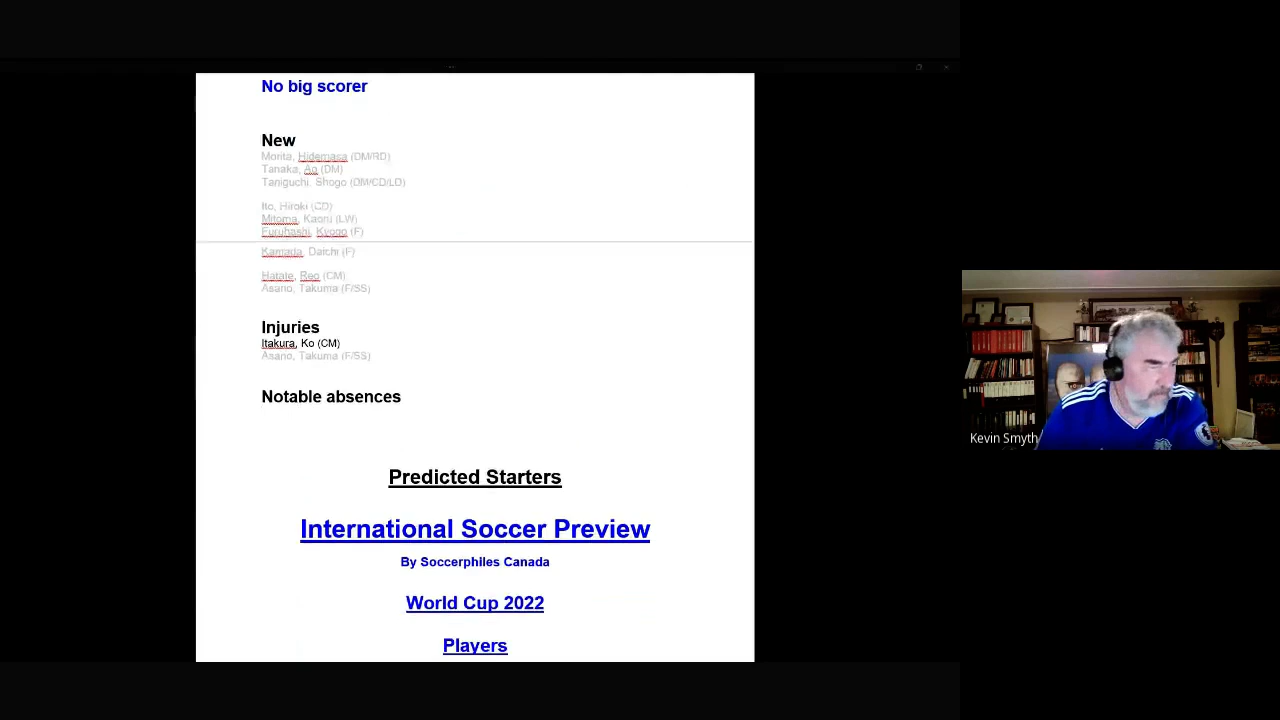 No big scorer
New
Morita, Hidemasa (DM/RD)
Tanaka, Ao (DM)
Taniguchi, Shogo (DM/CD/LD)
Ito, Hiroki (CD)
Mitoma, Kaoru (LW)
Furuhashi, Kyogo (F)
Kamada, Daichi (F)
Hatate, Reo (CM)
Asano, Takuma (F/SS)
Injuries
Itakura, Ko (CM)
Asano, Takuma (F/SS)
Notable absences
Predicted Starters
International Soccer Preview
By Soccerphiles Canada
World Cup 2022
Players
Kevin Smyth